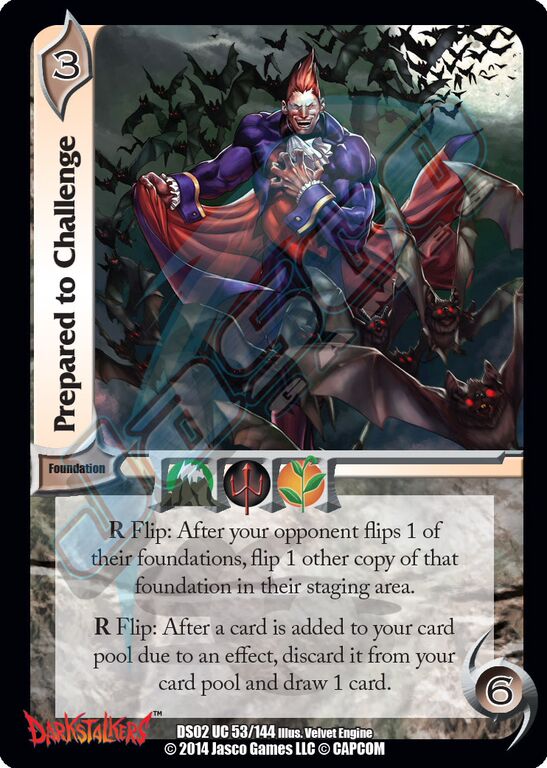 3
Prepared to Challenge
Foundation
R Flip: After your opponent flips 1 of
their foundations, flip 1 other copy of that
foundation in their staging area.
R Flip: After a card is added to your card
pool due to an effect, discard it from your
card pool and draw 1 card.
6
DARKSTALKERS™
DS02 UC 53/144 Illus. Velvet Engine
© 2014 Jasco Games LLC © CAPCOM